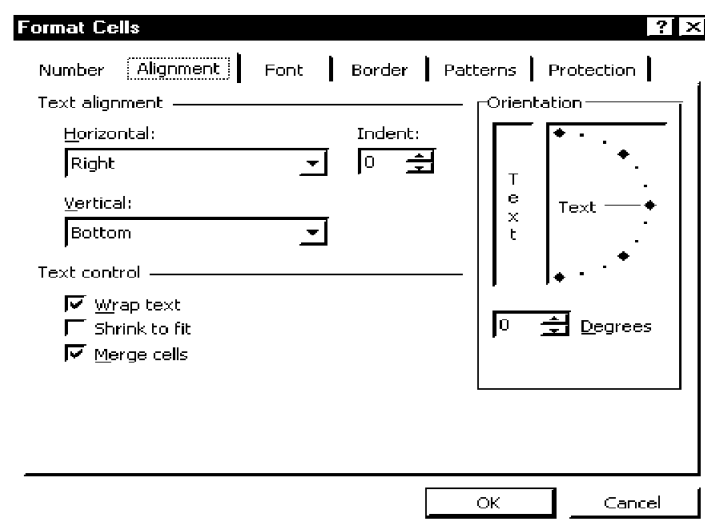 Format Cells ? ×
Number Alignment Font Border Patterns Protection
Text alignment
Horizontal:
Right
Indent:
0
Vertical:
Bottom
Text control
Wrap text
Shrink to fit
Merge cells
Orientation
Text
Text
0 Degrees
OK Cancel